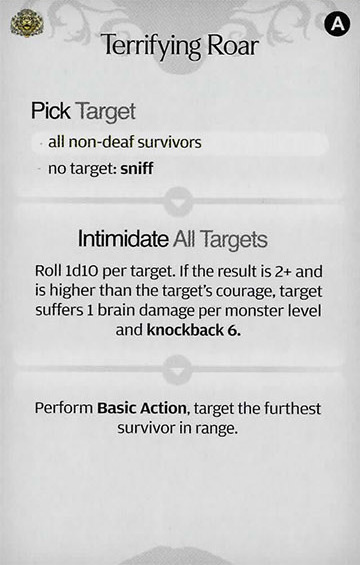 A
Terrifying Roar
Pick Target
- all non-deaf survivors
- no target: sniff
Intimidate All Targets
Roll 1d10 per target. If the result is 2+ and
is higher than the target's courage, target
suffers 1 brain damage per monster level
and knockback 6.
Perform Basic Action, target the furthest
survivor in range.